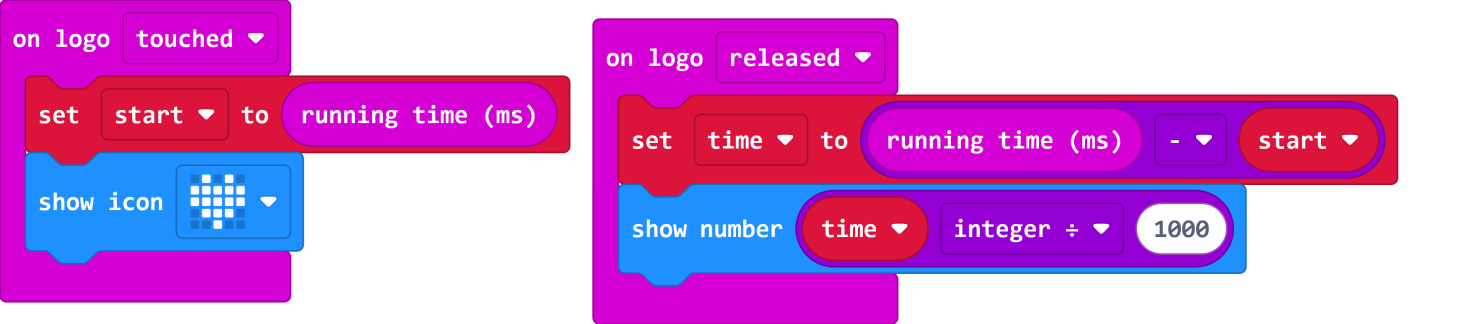 on logo touched
set start to running time (ms)
show icon
on logo released
set time to running time (ms) - start
show number time integer ÷ 1000